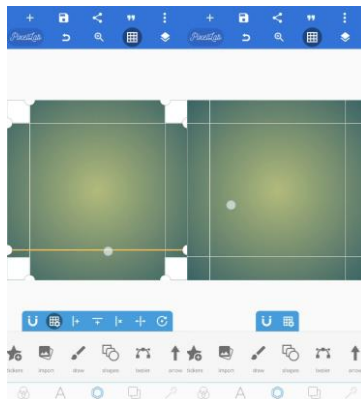 PixelLab
PixelLab
stickers
import
draw
shapes
bezier
arrow
stickers
import
draw
shapes
bezier
arrow